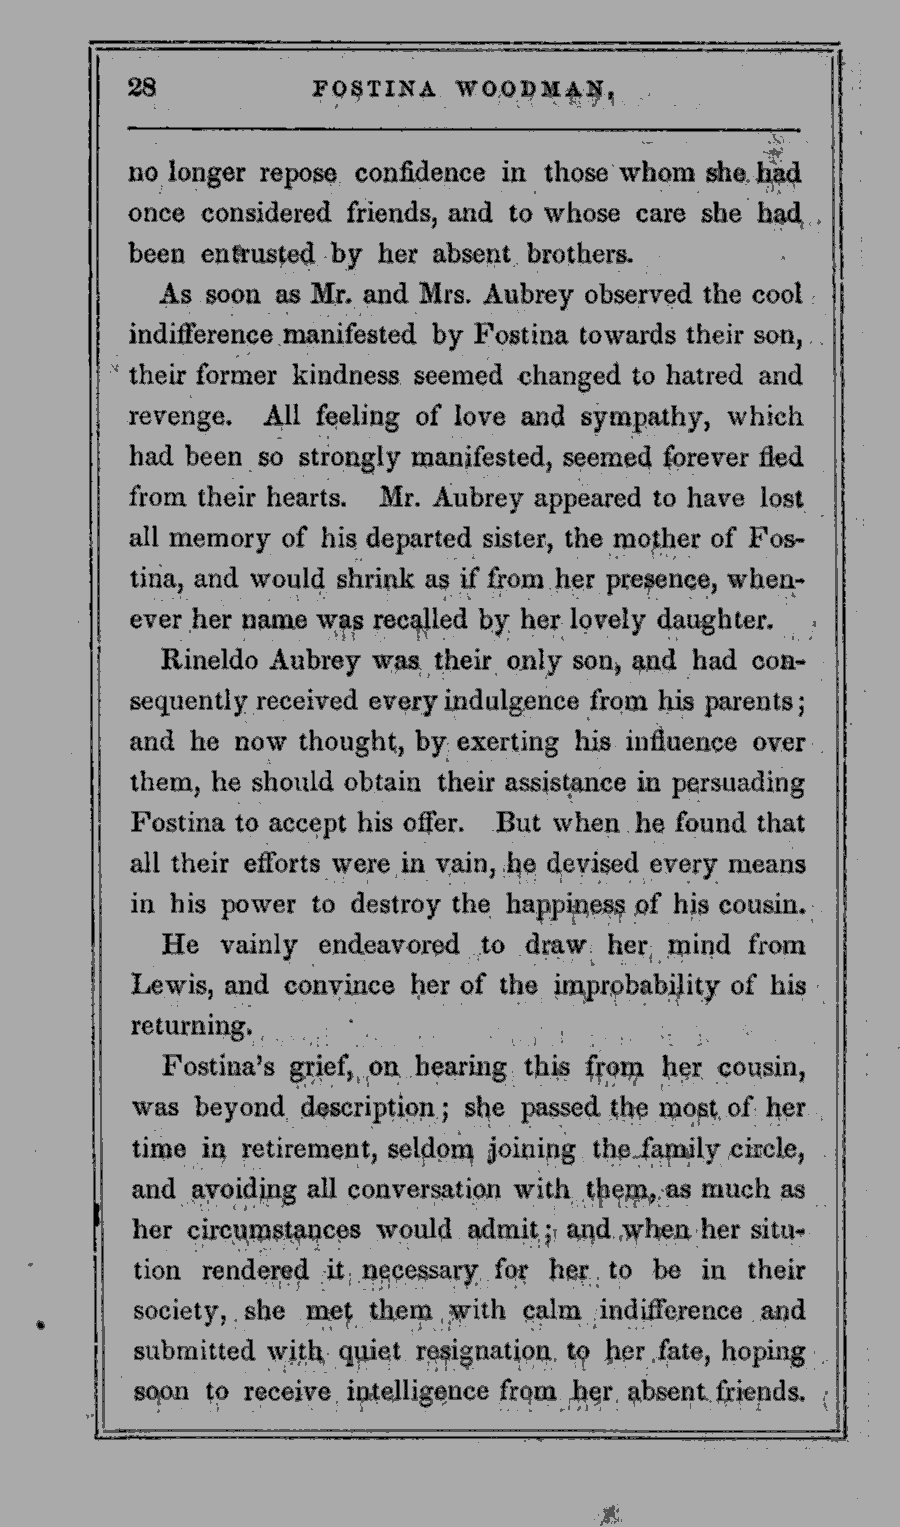 28 FOSTINA WOODMAN,
no longer repose confidence in those whom she had
once considered friends, and to whose care she had
been entrusted by her absent brothers.
As soon as Mr. and Mrs. Aubrey observed the cool
indifference manifested by Fostina towards their son,
their former kindness seemed changed to hatred and
revenge. All feeling of love and sympathy, which
had been so strongly manifested, seemed forever fled
from their hearts. Mr. Aubrey appeared to have lost
all memory of his departed sister, the mother of Fos-
tina, and would shrink as if from her presence, when-
ever her name was recalled by her lovely daughter.
Rineldo Aubrey was their only son, and had con-
sequently received every indulgence from his parents;
and he now thought, by exerting his influence over
them, he should obtain their assistance in persuading
Fostina to accept his offer. But when he found that
all their efforts were in vain, he devised every means
in his power to destroy the happiness of his cousin.
He vainly endeavored to draw her mind from
Lewis, and convince her of the improbability of his
returning.
Fostina's grief, on hearing this from her cousin,
was beyond description; she passed the most of her
time in retirement, seldom joining the family circle,
and avoiding all conversation with them, as much as
her circumstances would admit; and when her situ-
tion rendered it necessary for her to be in their
society, she met them with calm indifference and
submitted with quiet resignation to her fate, hoping
soon to receive intelligence from her absent friends.